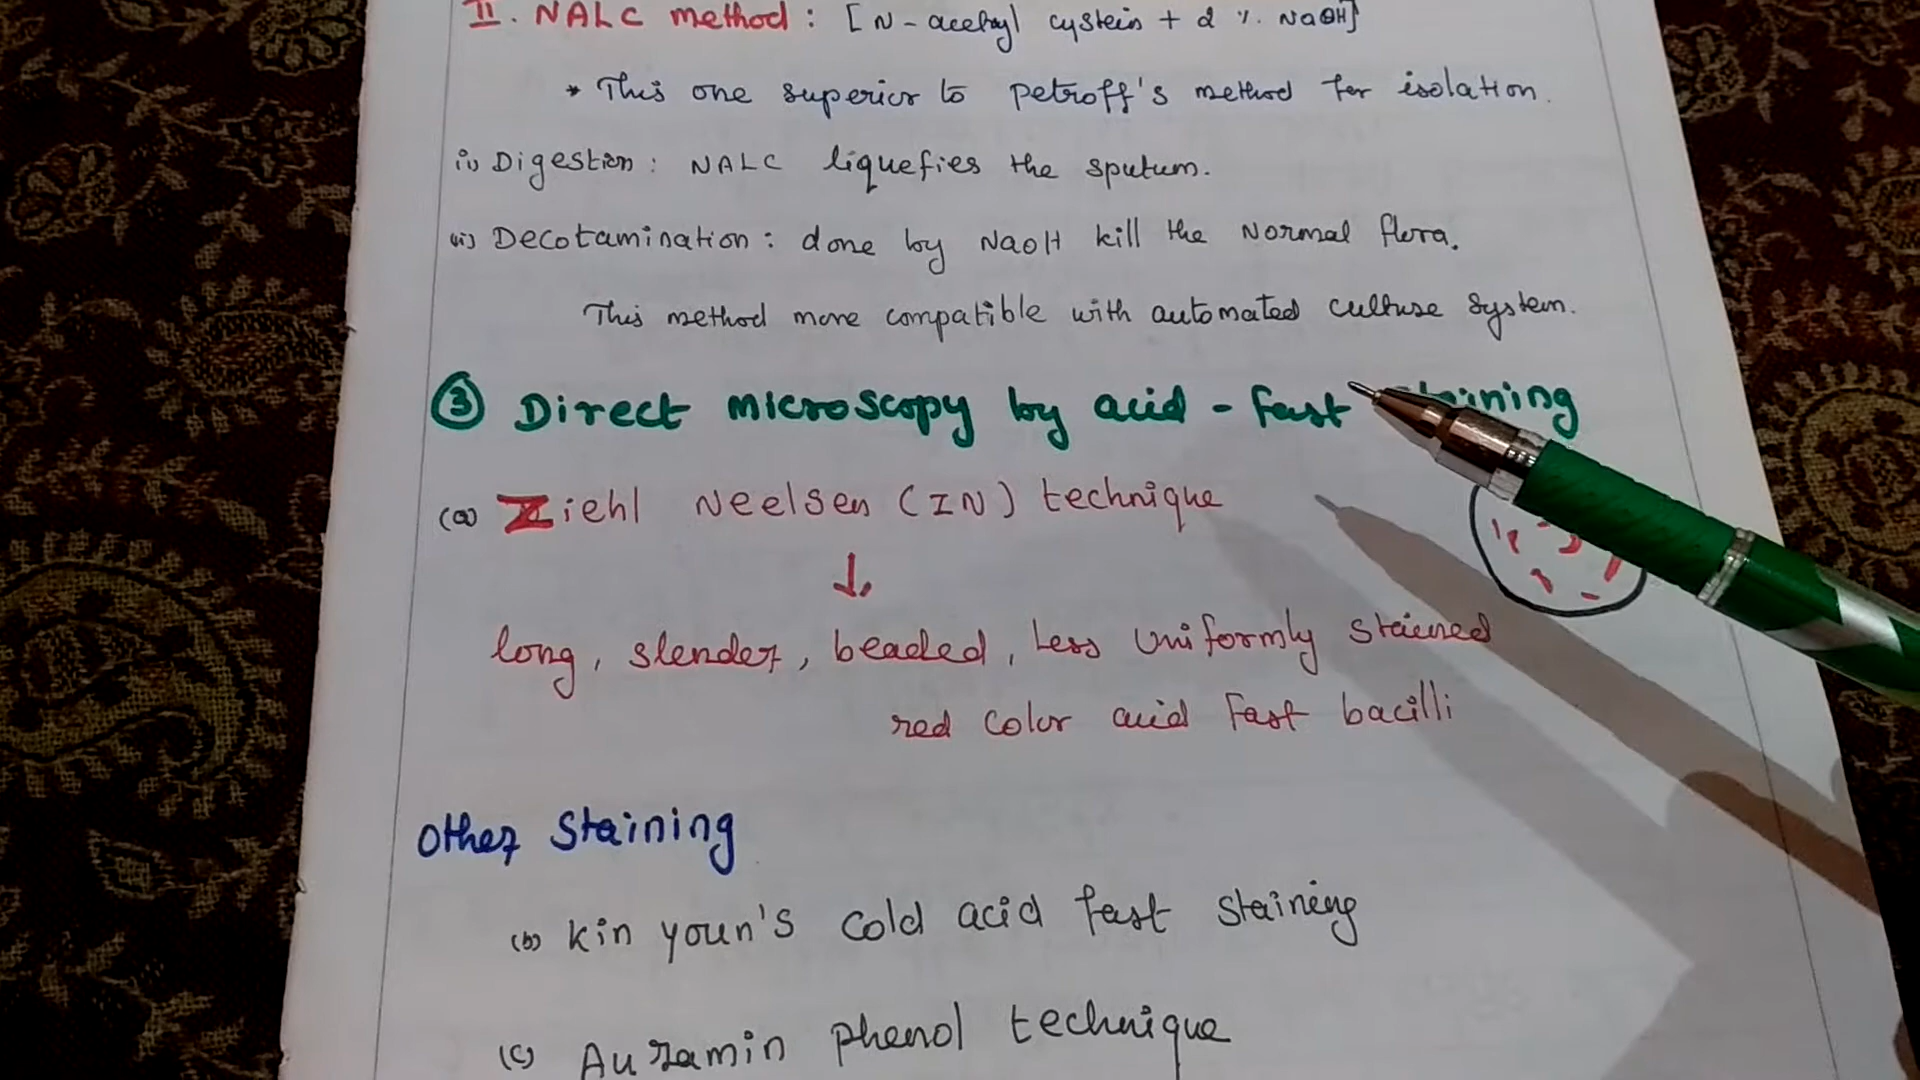 II. NALC method : [N-acetyl cystein + 2 %. NaOH]
* This one superior to petroff's method for isolation.
i) Digestion : NALC liquefies the sputum.
ii) Decotamination : done by NaOH kill the Normal flora.
This method more compatible with automated culture system.
③ Direct microscopy by acid - fast staining
(a) Ziehl Neelsen (ZN) technique
↓
long, slender, beaded, Less Uniformly stained
red color acid fast bacilli
Other Staining
(b) Kin youn's cold acid fast staining
(c) Auramin phenol technique